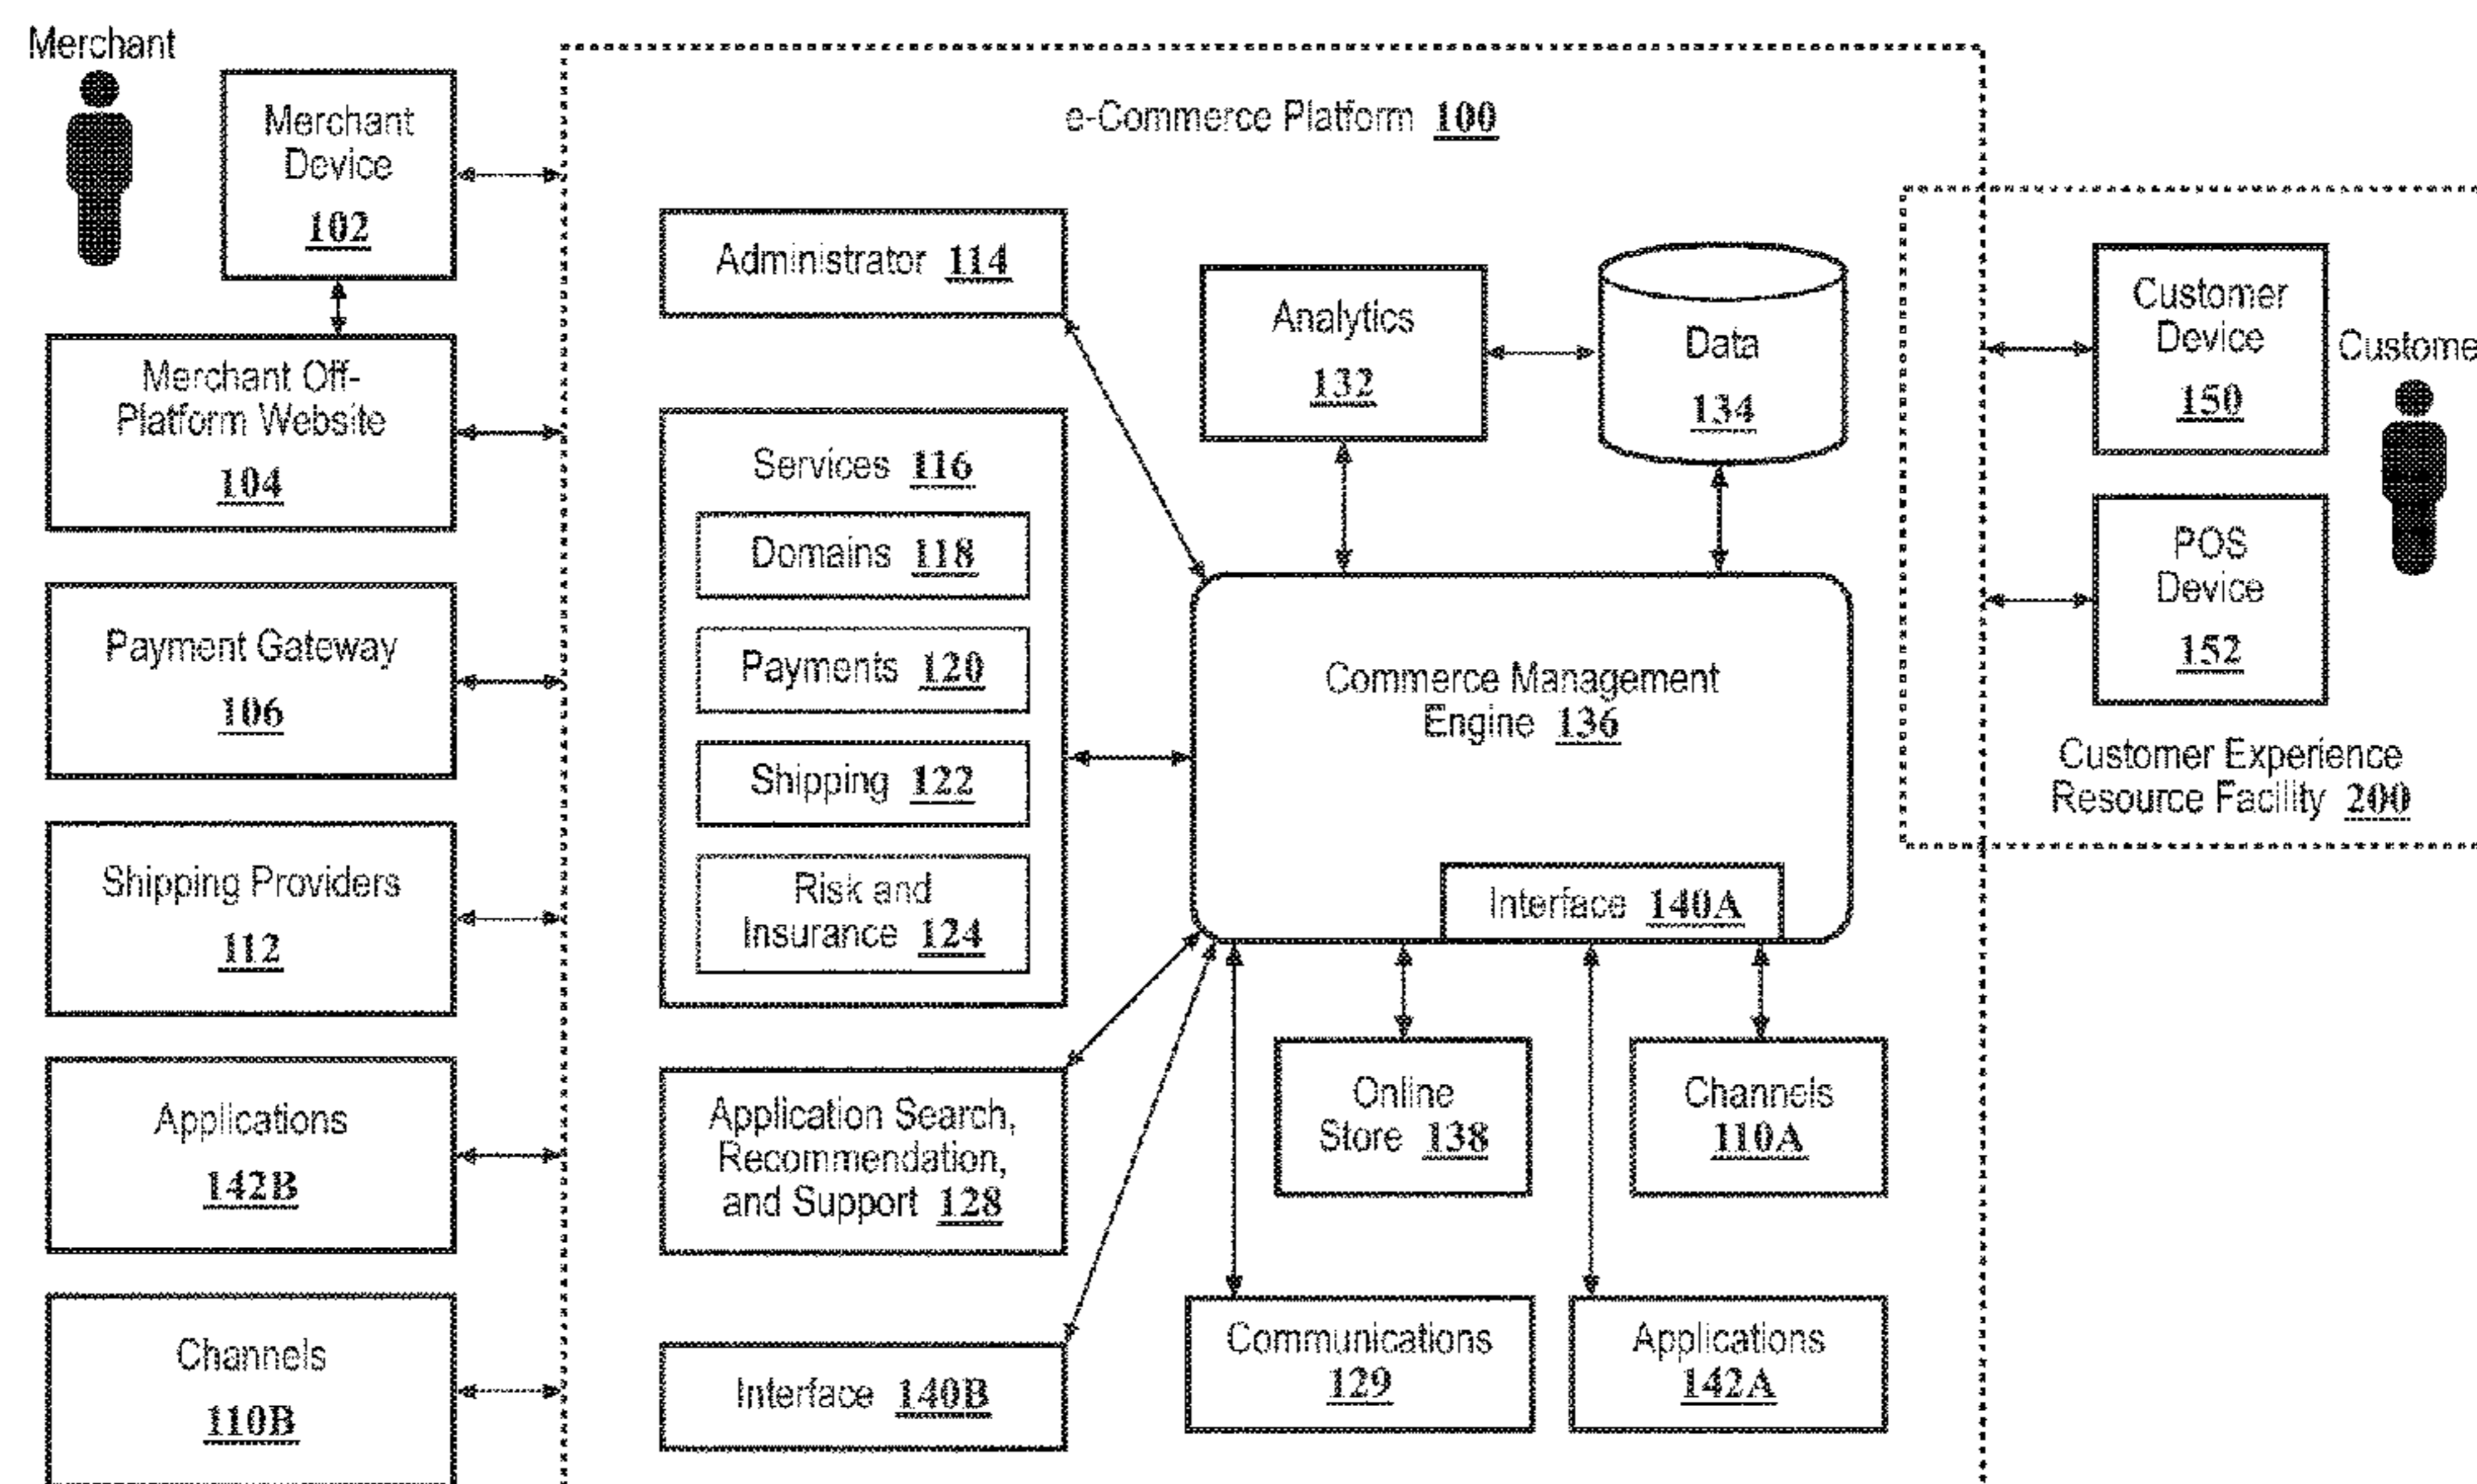 Merchant
Merchant
Device
102
Merchant Off-
Platform Website
104
Payment Gateway
106
Shipping Providers
112
Applications
142B
Channels
110B
e-Commerce Platform 100
Administrator 114
Services 116
Domains 118
Payments 120
Shipping 122
Risk and
Insurance 124
Application Search,
Recommendation,
and Support 128
Interface 140B
Analytics
132
Data
134
Commerce Management
Engine 136
Interface 140A
Online
Store 138
Channels
110A
Communications
129
Applications
142A
Customer
Device
150
Custome
POS
Device
152
Customer Experience
Resource Facility 200